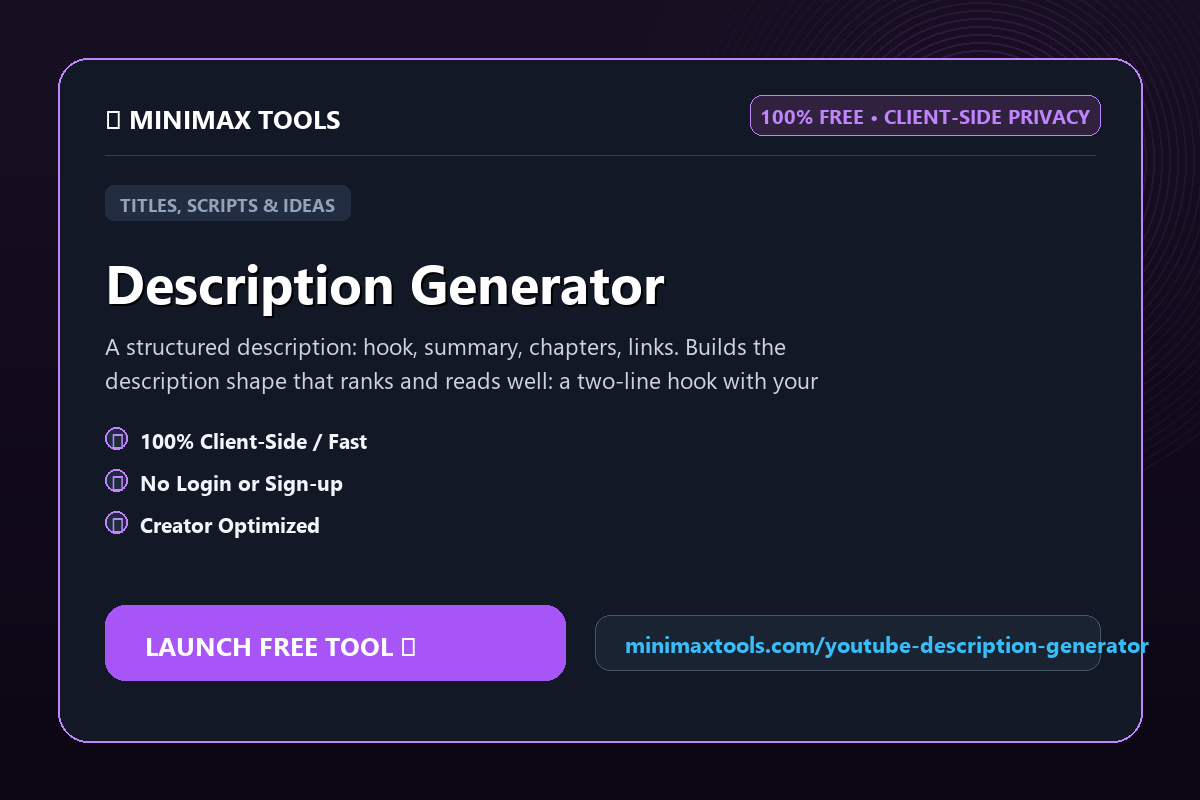 MINIMAX TOOLS
100% FREE • CLIENT-SIDE PRIVACY
TITLES, SCRIPTS & IDEAS
Description Generator
A structured description: hook, summary, chapters, links. Builds the
description shape that ranks and reads well: a two-line hook with your
100% Client-Side / Fast
No Login or Sign-up
Creator Optimized
LAUNCH FREE TOOL
minimaxtools.com/youtube-description-generator